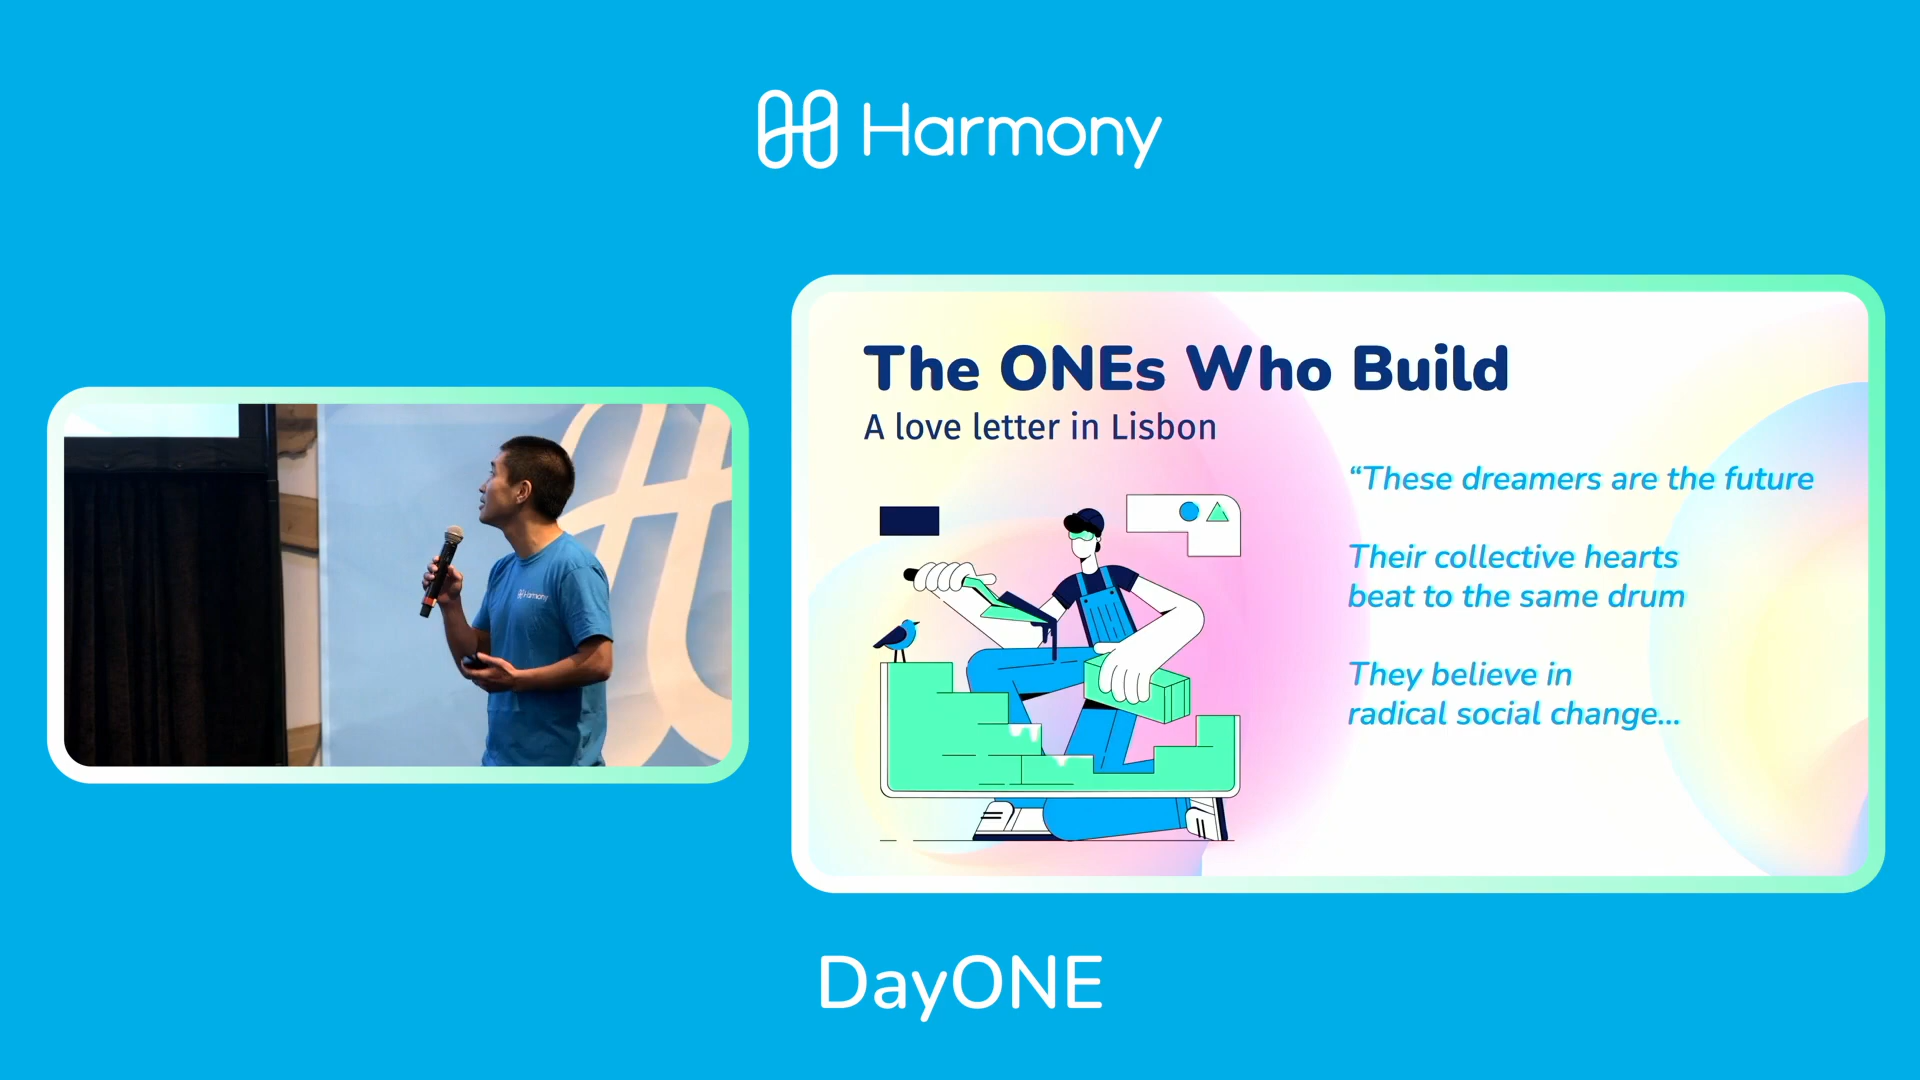 Harmony
The ONEs Who Build
A love letter in Lisbon
“These dreamers are the future
Their collective hearts
beat to the same drum
They believe in
radical social change...
Harmony
DayONE